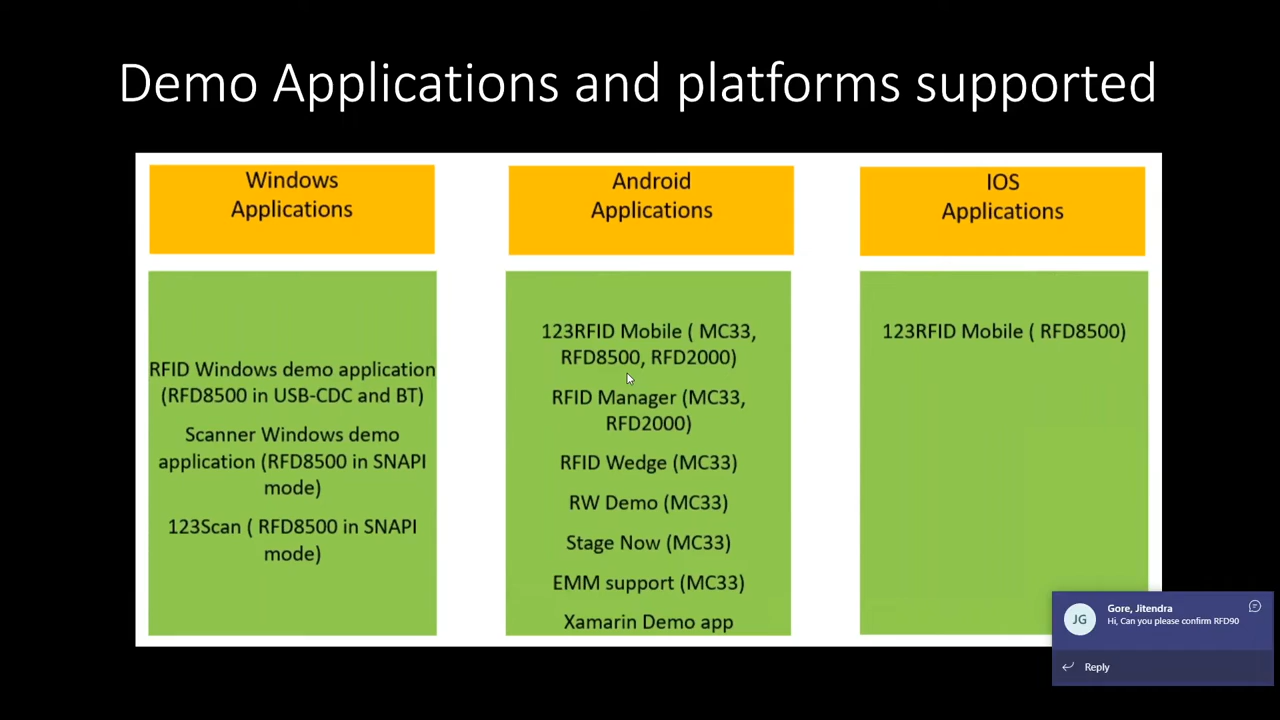 Demo Applications and platforms supported
Windows
Applications
RFID Windows demo application
(RFD8500 in USB-CDC and BT)
Scanner Windows demo
application (RFD8500 in SNAPI
mode)
123Scan ( RFD8500 in SNAPI
mode)
Android
Applications
123RFID Mobile ( MC33,
RFD8500, RFD2000)
RFID Manager (MC33,
RFD2000)
RFID Wedge (MC33)
RW Demo (MC33)
Stage Now (MC33)
EMM support (MC33)
Xamarin Demo app
IOS
Applications
123RFID Mobile ( RFD8500)
JG
Gore, Jitendra
Hi, Can you please confirm RFD90
Reply